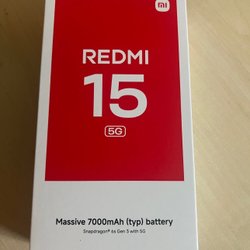 mi
REDMI
15
5G
Massive 7000mAh (typ) battery
Snapdragon® 6s Gen 3 with 5G